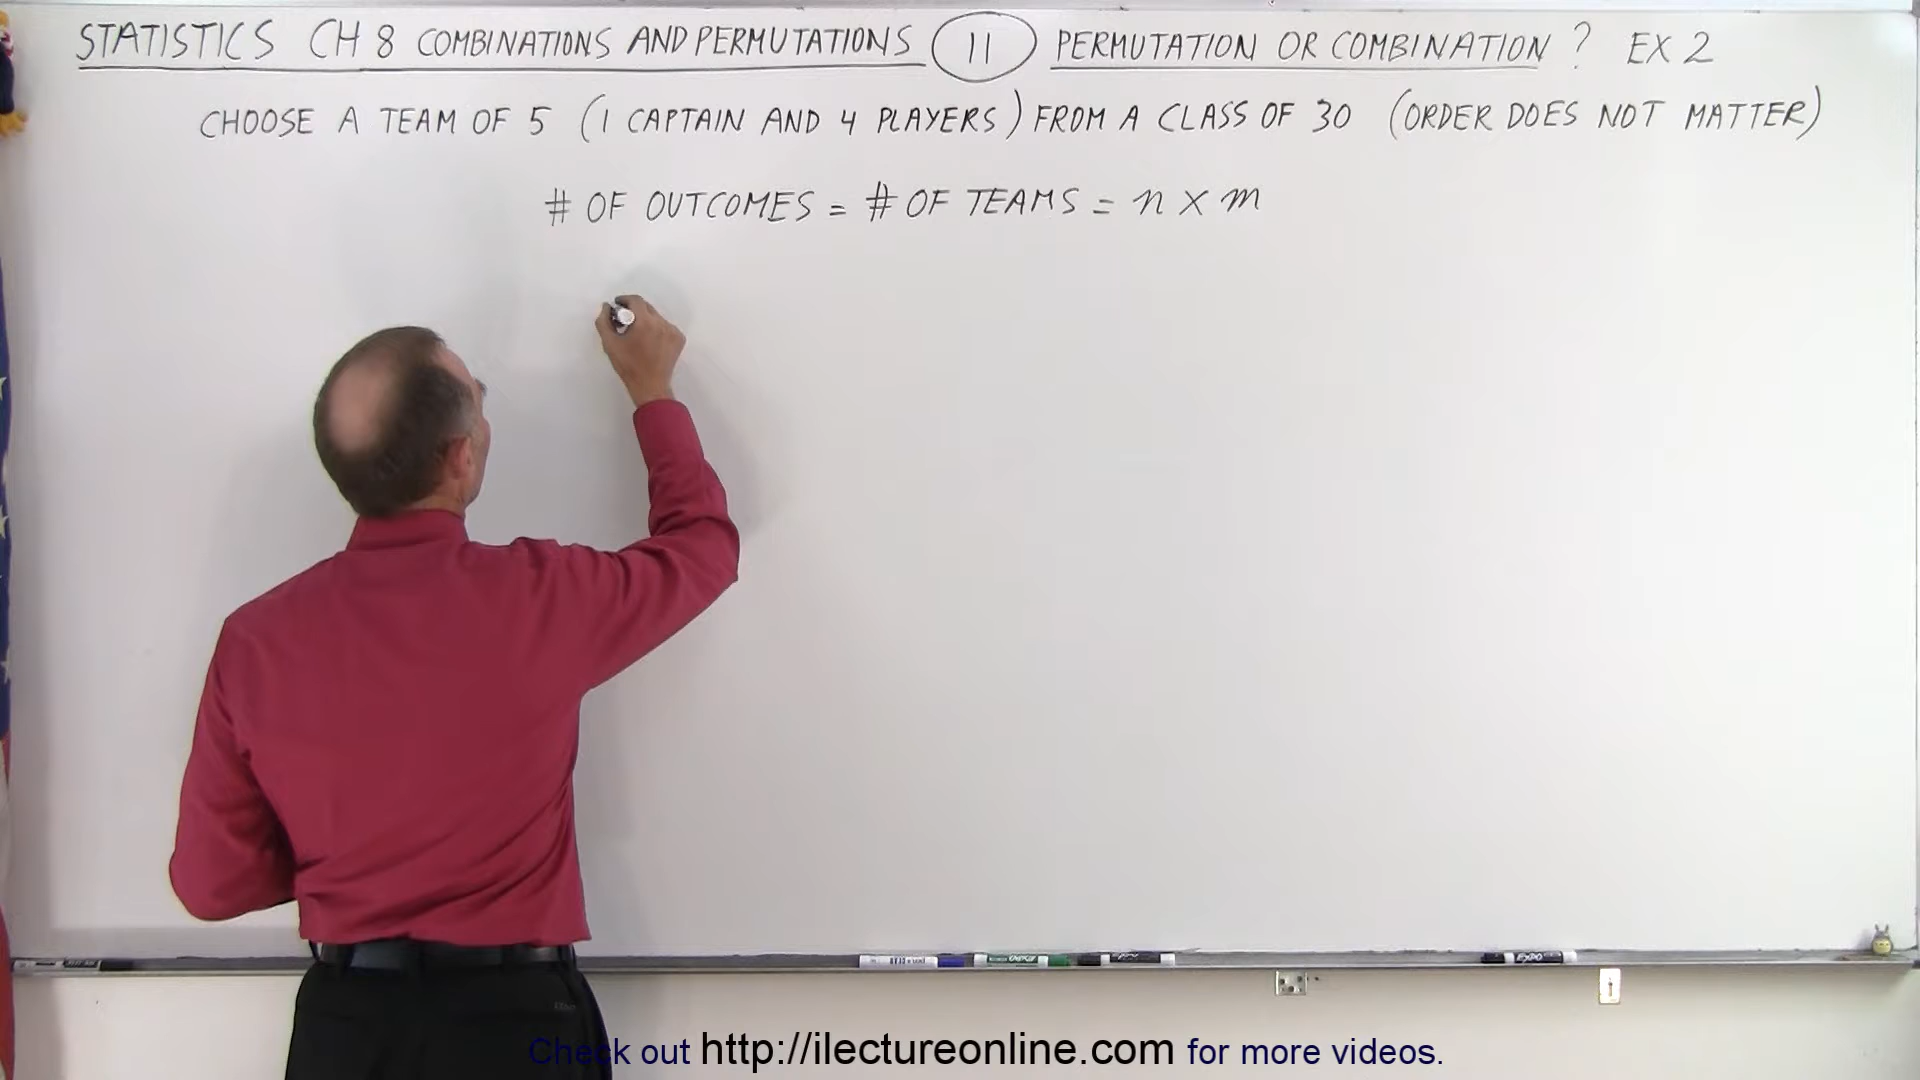 STATISTICS CH 8 COMBINATIONS AND PERMUTATIONS 11 PERMUTATION OR COMBINATION ? EX 2
CHOOSE A TEAM OF 5 (1 CAPTAIN AND 4 PLAYERS) FROM A CLASS OF 30 (ORDER DOES NOT MATTER)
# OF OUTCOMES = # OF TEAMS = n X m
EXPO
Check out http://ilectureonline.com for more videos.